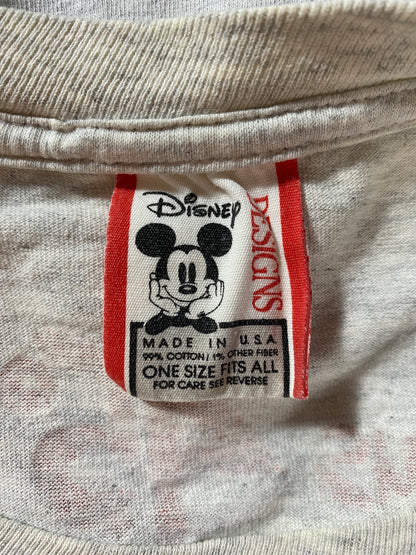 Disney
DESIGNS
MADE IN U.S.A.
99% COTTON/1% OTHER FIBER
ONE SIZE FITS ALL
FOR CARE SEE REVERSE